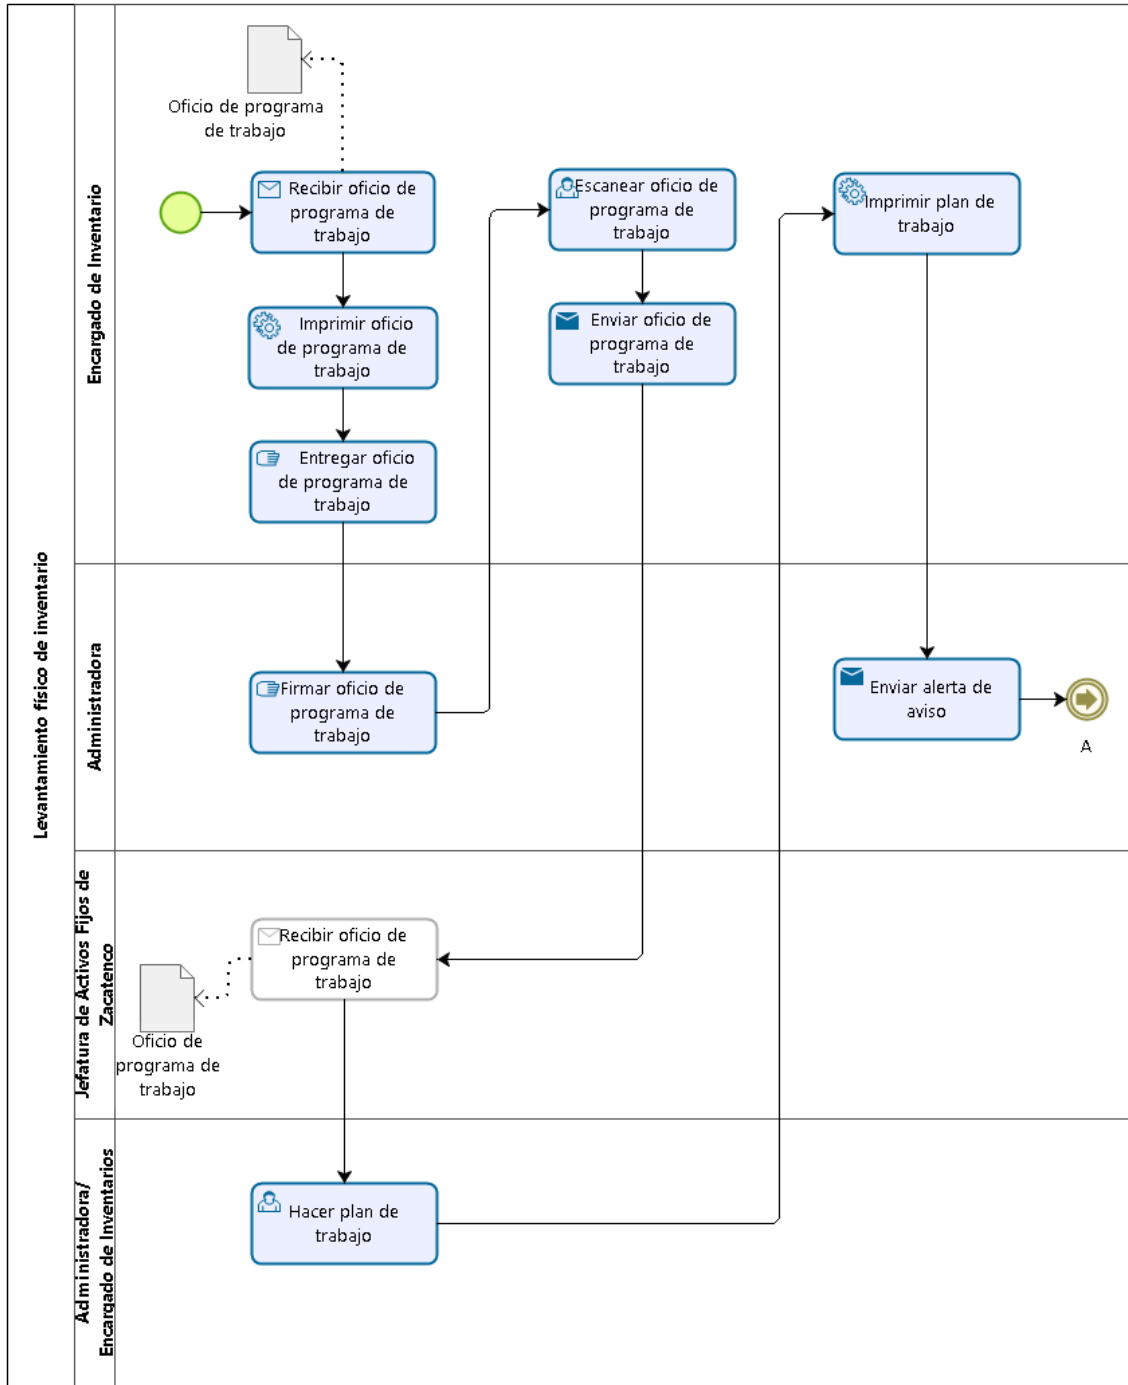 Levantamiento físico de inventario
Encargado de Inventario
Oficio de programa
de trabajo
Recibir oficio de
programa de
trabajo
Imprimir oficio
de programa de
trabajo
Entregar oficio
de programa de
trabajo
Escanear oficio de
programa de
trabajo
Enviar oficio de
programa de
trabajo
Imprimir plan de
trabajo
Administradora
Firmar oficio de
programa de
trabajo
Enviar alerta de
aviso
A
Jefatura de Activos Fijos de
Zacatenco
Recibir oficio de
programa de
trabajo
Oficio de
programa de
trabajo
Administradora/
Encargado de Inventarios
Hacer plan de
trabajo